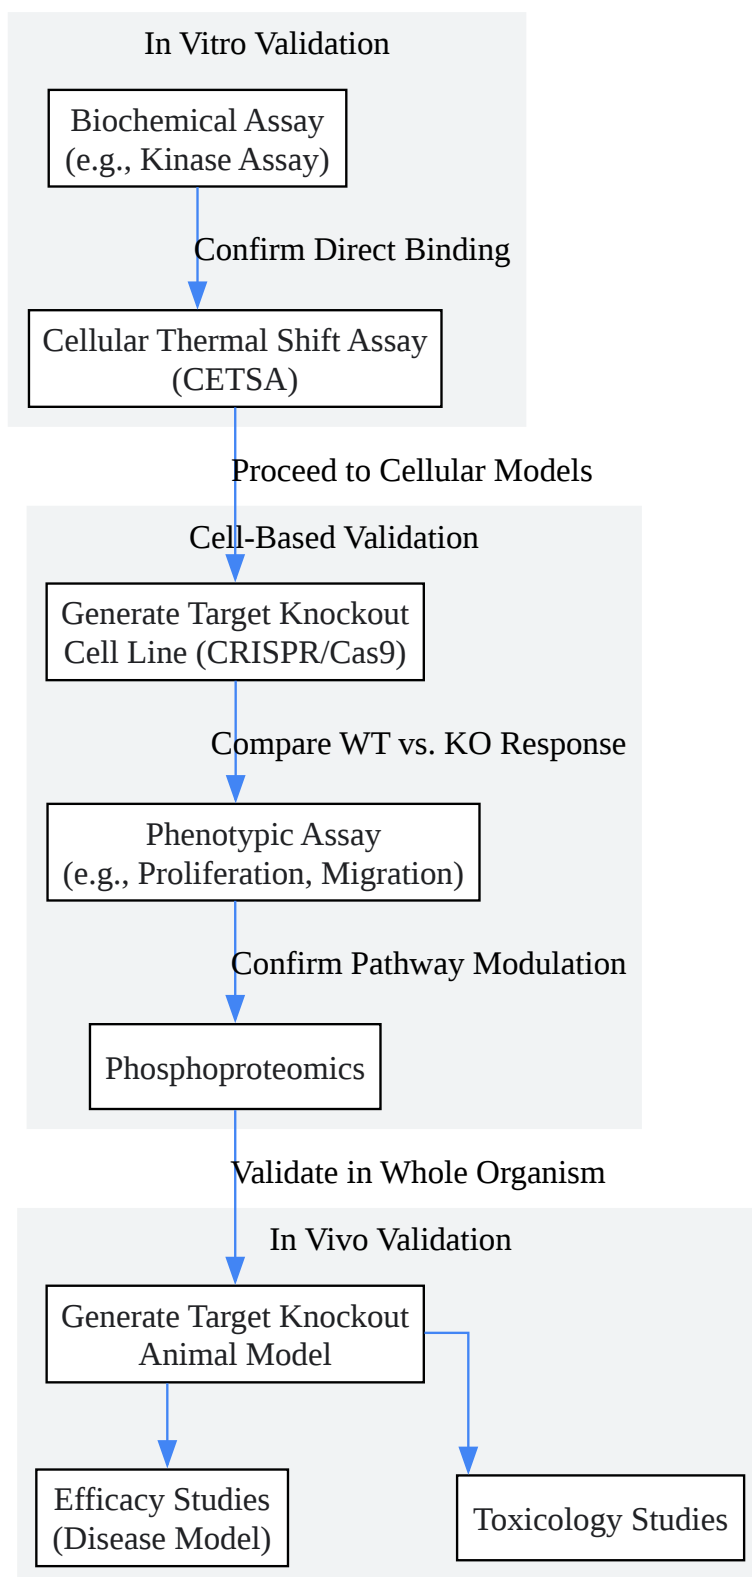 In Vitro Validation
Biochemical Assay
(e.g., Kinase Assay)
Confirm Direct Binding
Cellular Thermal Shift Assay
(CETSA)
Proceed to Cellular Models
Cell-Based Validation
Generate Target Knockout
Cell Line (CRISPR/Cas9)
Compare WT vs. KO Response
Phenotypic Assay
(e.g., Proliferation, Migration)
Confirm Pathway Modulation
Phosphoproteomics
Validate in Whole Organism
In Vivo Validation
Generate Target Knockout
Animal Model
Efficacy Studies
(Disease Model)
Toxicology Studies